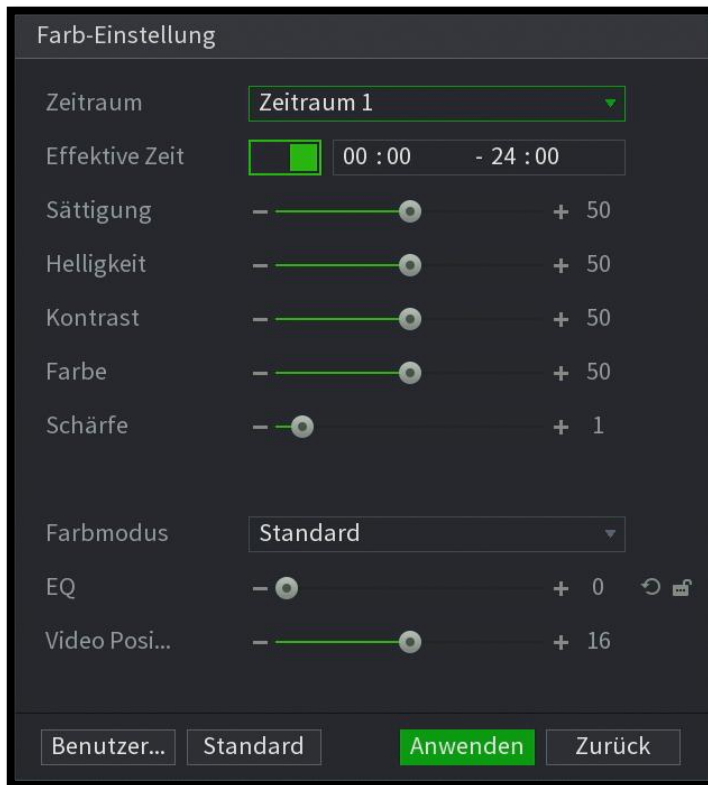 Farb-Einstellung
Zeitraum Zeitraum 1
Effektive Zeit 00 : 00 - 24 : 00
Sättigung 50
Helligkeit 50
Kontrast 50
Farbe 50
Schärfe 1
Farbmodus Standard
EQ 0
Video Posi... 16
Benutzer... Standard Anwenden Zurück